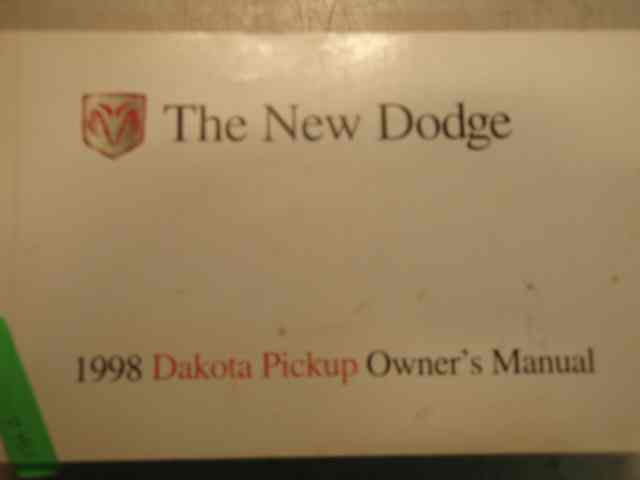 The New Dodge
1998 Dakota Pickup Owner's Manual